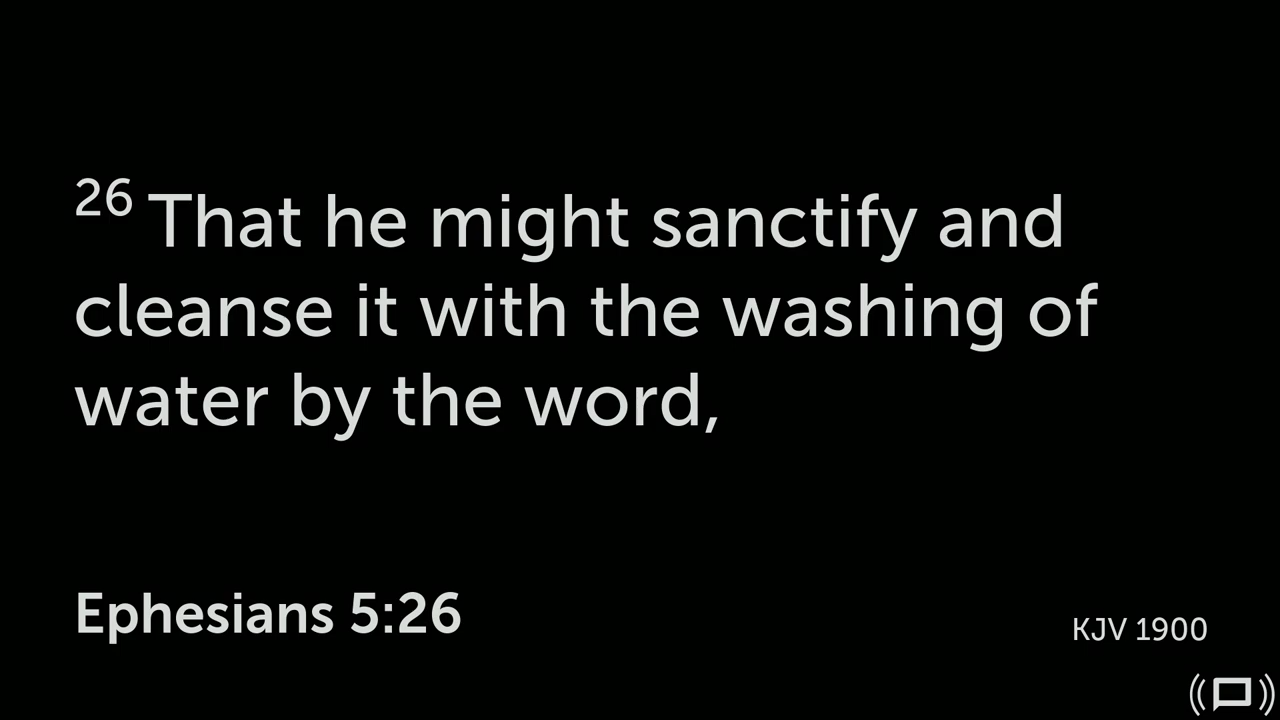 26 That he might sanctify and
cleanse it with the washing of
water by the word,
Ephesians 5:26
KJV 1900